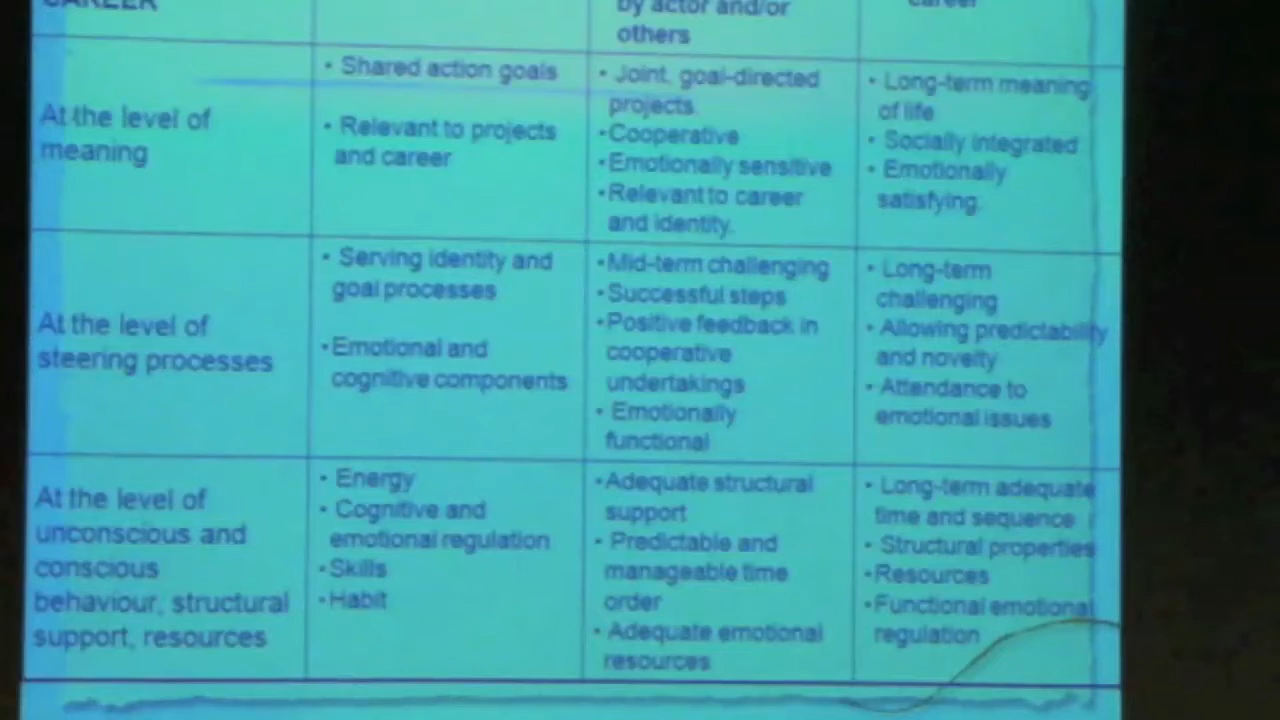 CAREER
by actor and/or
others
career
At the level of
meaning
• Shared action goals
• Relevant to projects
and career
• Joint, goal-directed
projects
•Cooperative
•Emotionally sensitive
•Relevant to career
and identity.
• Long-term meaning
of life
• Socially integrated
• Emotionally
satisfying
At the level of
steering processes
• Serving identity and
goal processes
•Emotional and
cognitive components
•Mid-term challenging
•Successful steps
•Positive feedback in
cooperative
undertakings
• Emotionally
functional
• Long-term
challenging
• Allowing predictability
and novelty
• Attendance to
emotional issues
At the level of
unconscious and
conscious
behaviour, structural
support, resources
• Energy
• Cognitive and
emotional regulation
•Skills
•Habit
•Adequate structural
support
• Predictable and
manageable time
order
• Adequate emotional
resources
• Long-term adequate
time and sequence
• Structural properties
•Resources
•Functional emotional
regulation